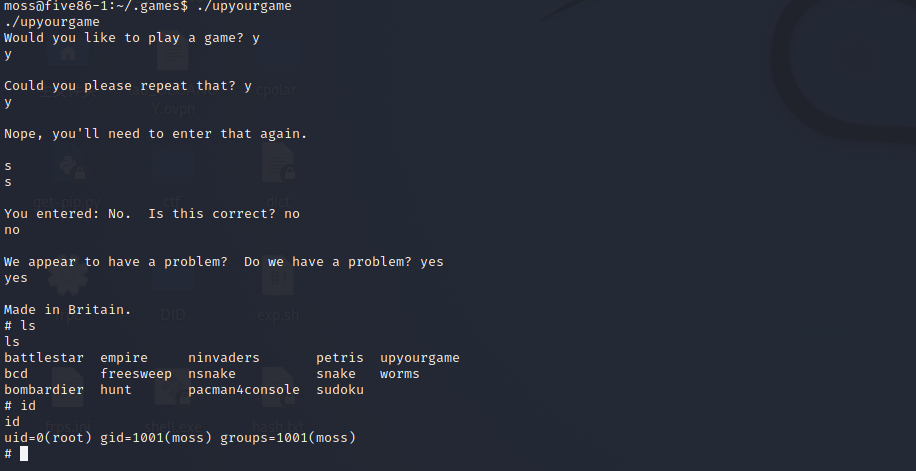 moss@five86-1:~/.games$ ./upyourgame
./upyourgame
Would you like to play a game? y
y
Could you please repeat that? y
y
Nope, you'll need to enter that again.
s
s
You entered: No.  Is this correct? no
no
We appear to have a problem?  Do we have a problem? yes
yes
Made in Britain.
# ls
ls
battlestar  empire     ninvaders       petris  upyourgame
bcd         freesweep  nsnake          snake   worms
bombardier  hunt       pacman4console  sudoku
# id
id
uid=0(root) gid=1001(moss) groups=1001(moss)
#